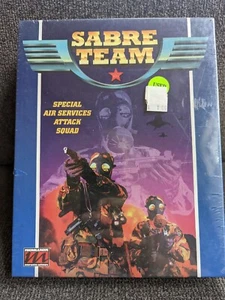 SABRE
TEAM
SPECIAL
AIR SERVICES
ATTACK
SQUAD